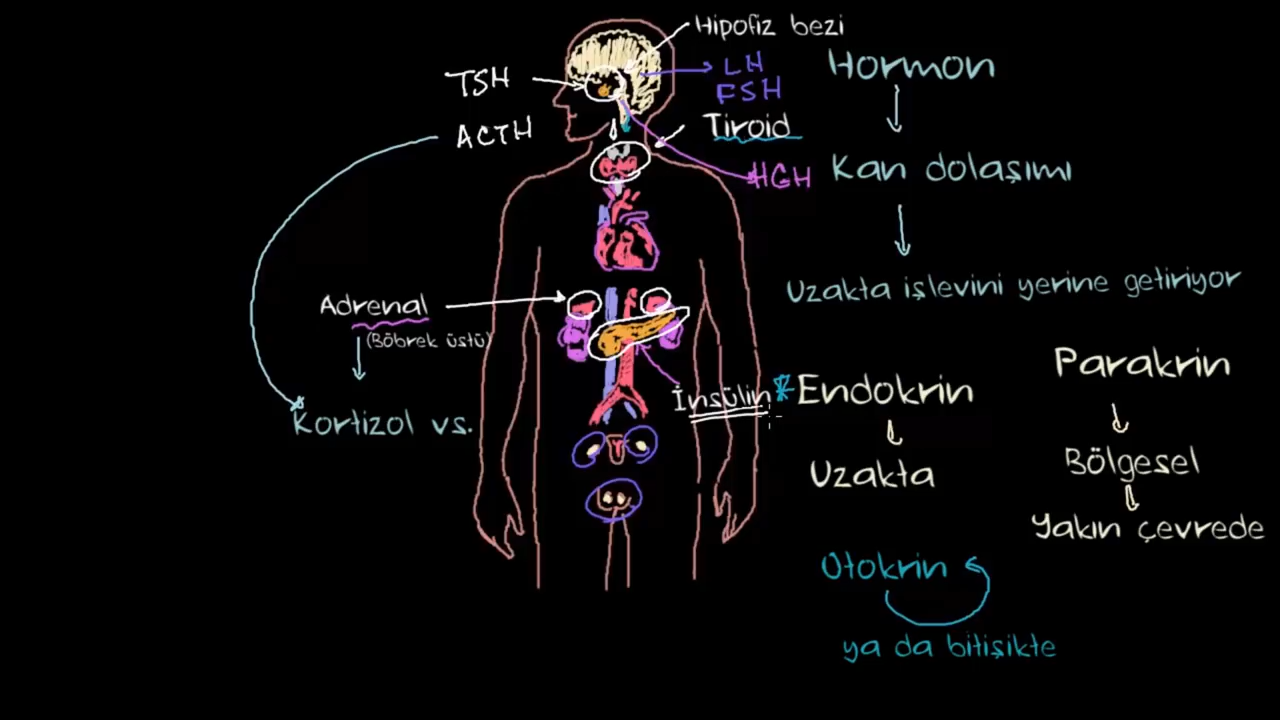 Hipofiz bezi
TSH
LH
FSH
ACTH
Tiroid
HGH
Hormon
Kan dolaşımı
Uzakta işlevini yerine getiriyor
Adrenal
(Böbrek üstü)
Kortizol vs.
İnsülin
*Endokrin
Uzakta
Parakrin
Bölgesel
Yakın çevrede
Otokrin
ya da bitişikte